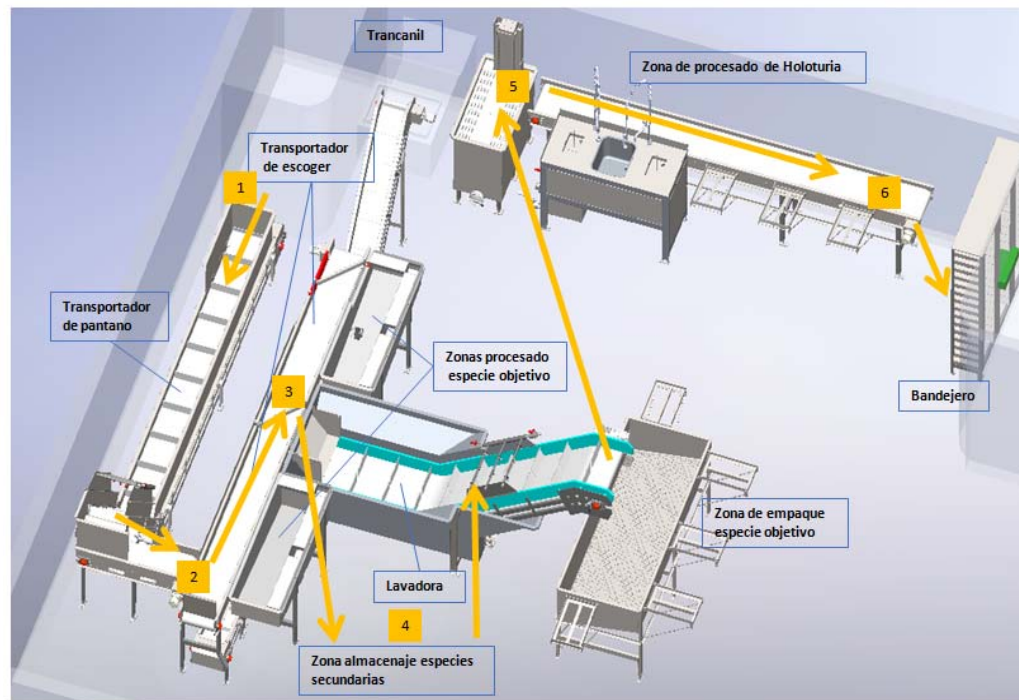 Trancanil
5
Zona de procesado de Holoturia
Transportador
de escoger
1
6
Transportador
de pantano
Zonas procesado
especie objetivo
3
Bandejero
Zona de empaque
especie objetivo
2
Lavadora
4
Zona almacenaje especies
secundarias